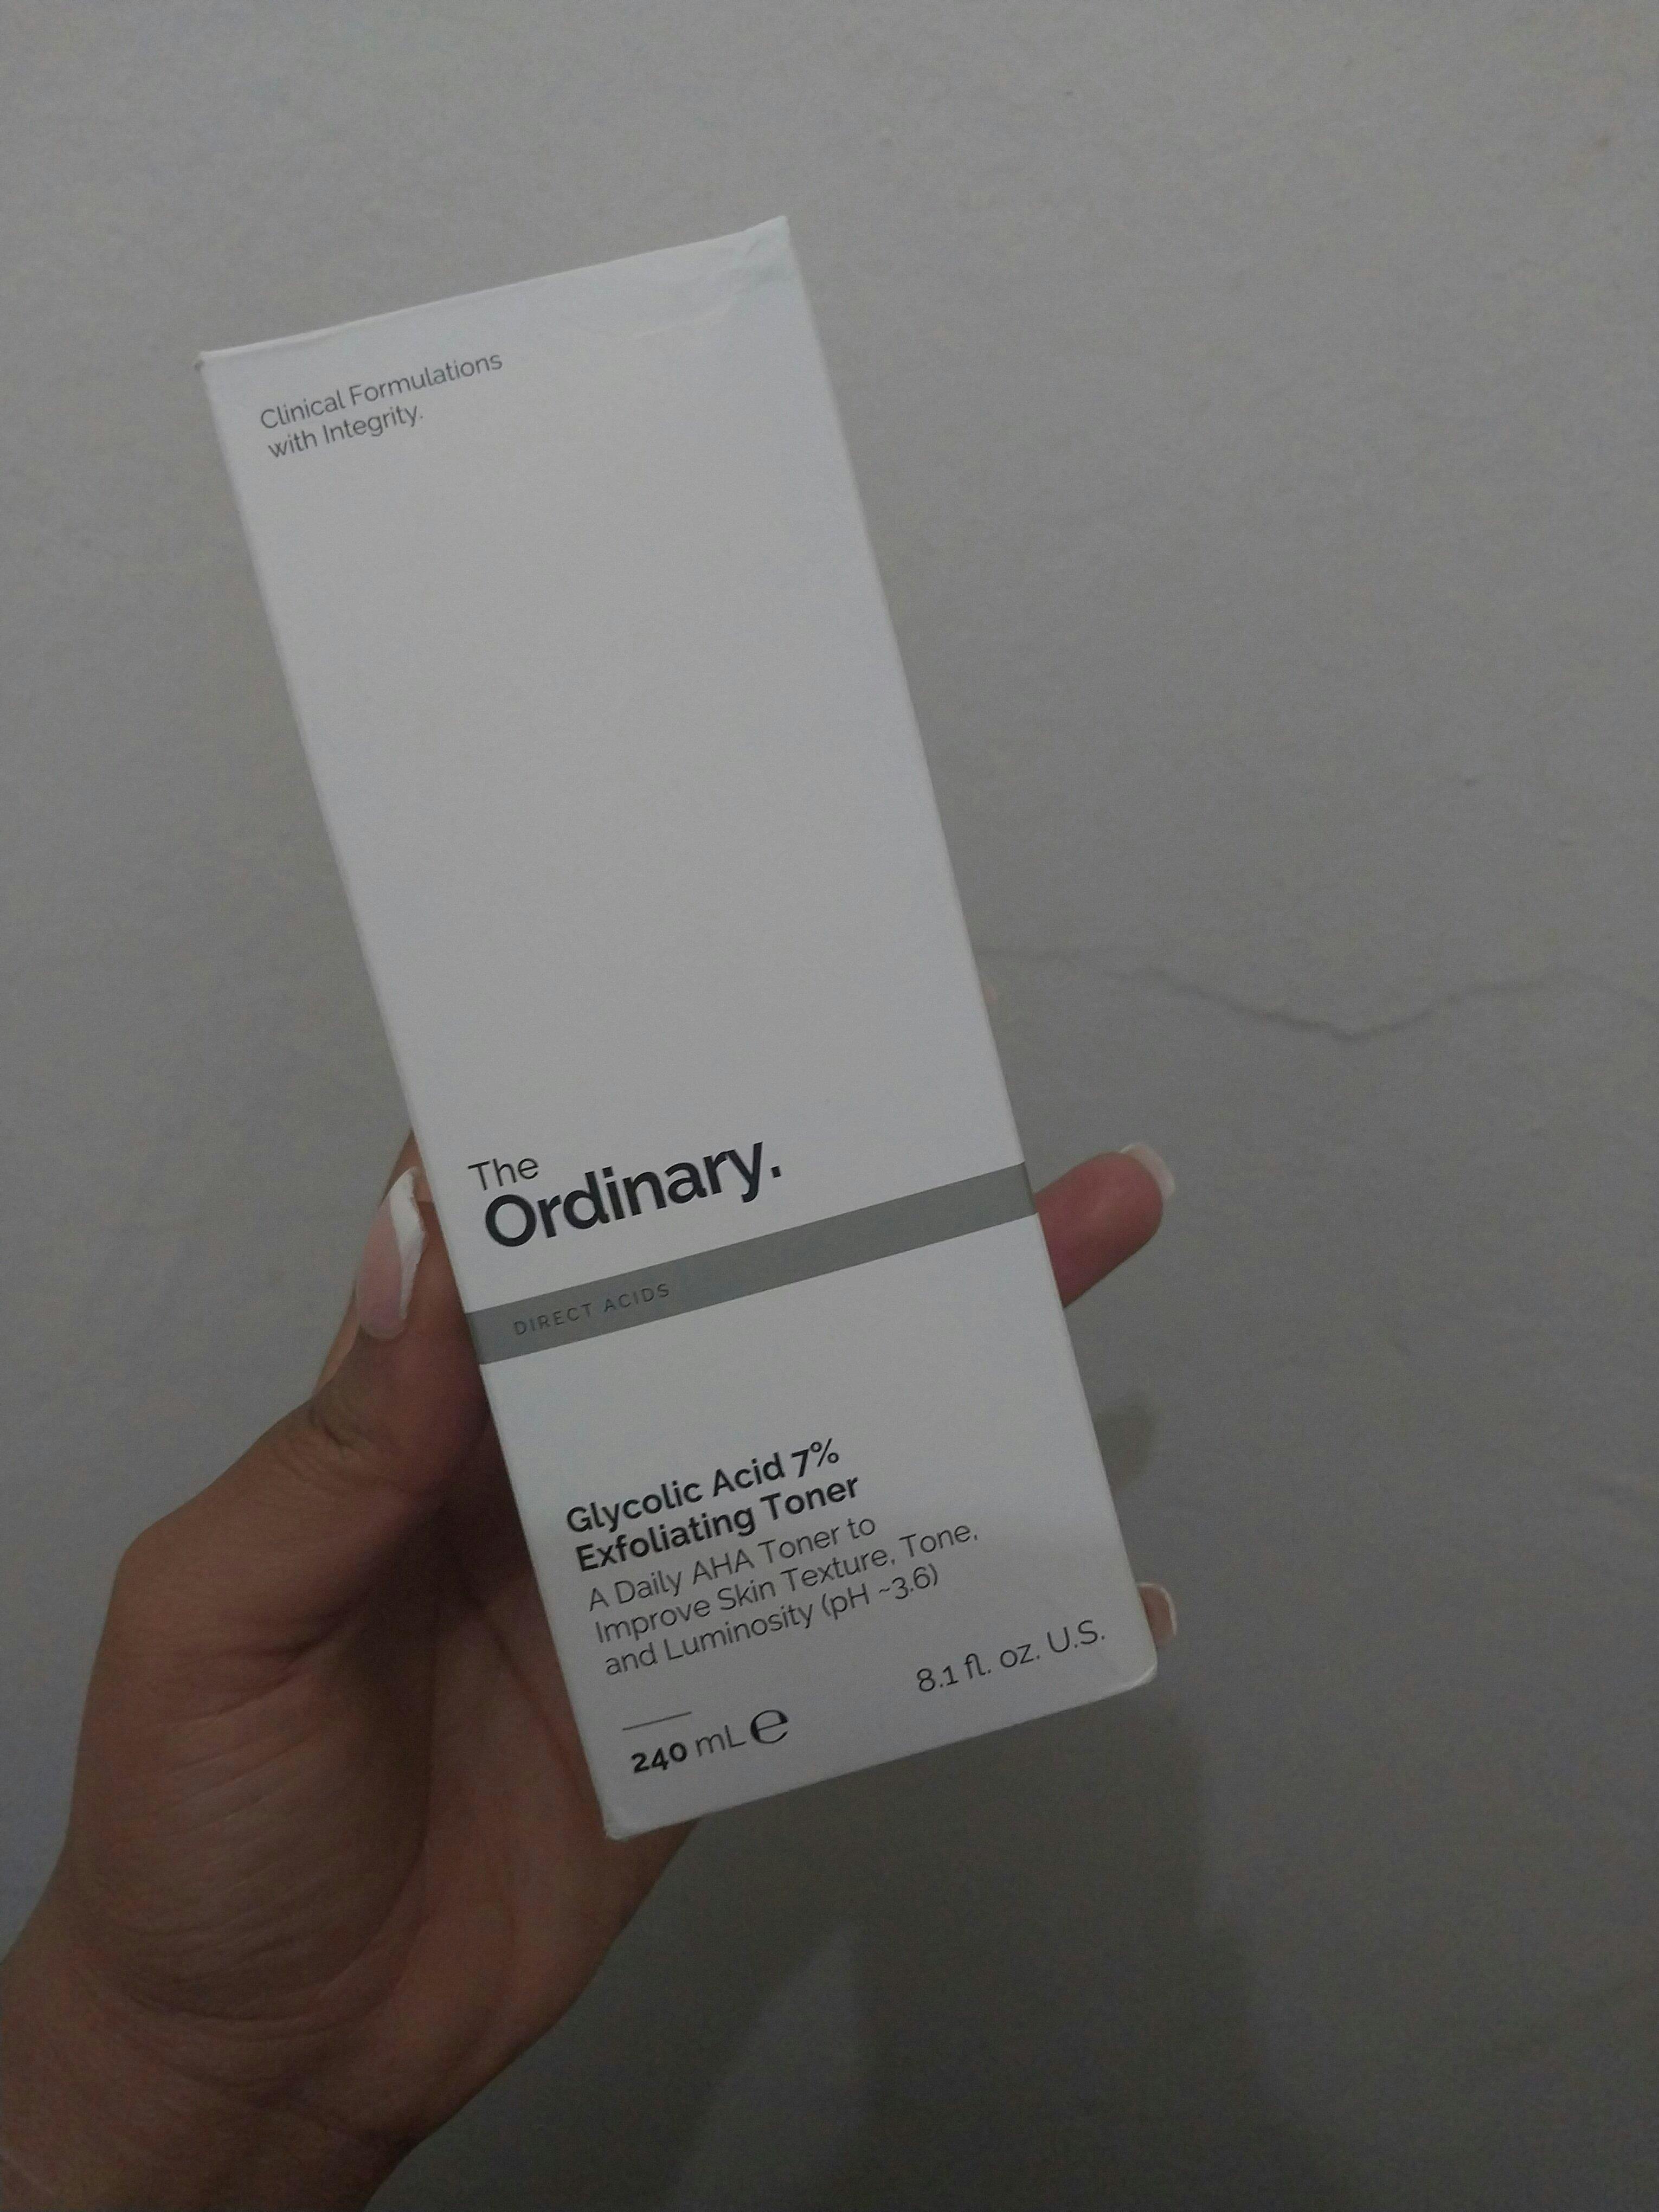 Clinical Formulations
with Integrity.
The
Ordinary.
DIRECT ACIDS
Glycolic Acid 7%
Exfoliating Toner
A Daily AHA Toner to
Improve Skin Texture, Tone,
and Luminosity (pH ~3.6)
240 mL ℮
8.1 fl. oz. U.S.